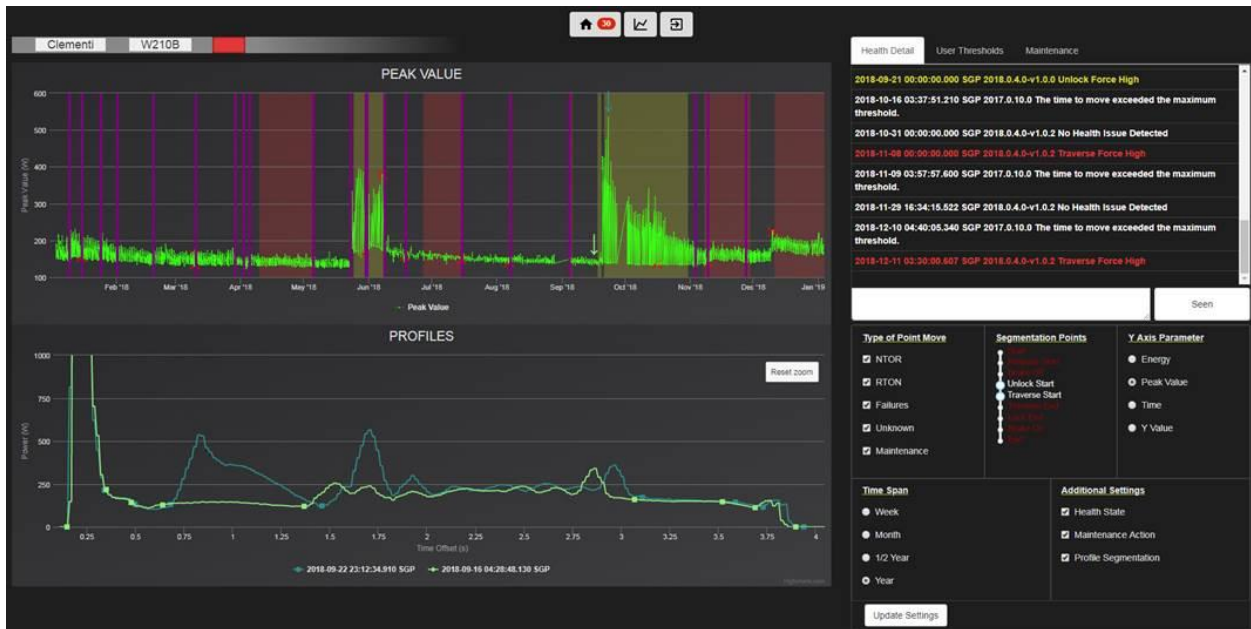 30
Clementi
W210B
PEAK VALUE
600
500
400
300
200
100
Peak Value (W)
Feb '18
Mar '18
Apr '18
May '18
Jun '18
Jul '18
Aug '18
Sep '18
Oct '18
Nov '18
Dec '18
Jan '19
Peak Value
PROFILES
Reset zoom
1000
750
500
250
0
Power (W)
0.25
0.5
0.75
1
1.25
1.5
1.75
2
2.25
2.5
2.75
3
3.25
3.5
3.75
4
Time Offset (s)
2018-09-22 23:12:34.910 SGP
2018-09-16 04:28:48.130 SGP
Health Detail
User Thresholds
Maintenance
2018-09-21 00:00:00.000 SGP 2018.0.4.0-v1.0.0 Unlock Force High
2018-10-16 03:37:51.210 SGP 2017.0.10.0 The time to move exceeded the maximum
threshold.
2018-10-31 00:00:00.000 SGP 2018.0.4.0-v1.0.2 No Health Issue Detected
2018-11-08 00:00:00.000 SGP 2018.0.4.0-v1.0.2 Traverse Force High
2018-11-09 03:57:57.600 SGP 2017.0.10.0 The time to move exceeded the maximum
threshold.
2018-11-29 16:34:15.522 SGP 2018.0.4.0-v1.0.2 No Health Issue Detected
2018-12-10 04:40:05.340 SGP 2017.0.10.0 The time to move exceeded the maximum
threshold.
2018-12-11 03:30:00.607 SGP 2018.0.4.0-v1.0.2 Traverse Force High
Seen
Type of Point Move
NTOR
RTON
Failures
Unknown
Maintenance
Segmentation Points
Unlock Start
Traverse Start
Y Axis Parameter
Energy
Peak Value
Time
Y Value
Time Span
Week
Month
1/2 Year
Year
Additional Settings
Health State
Maintenance Action
Profile Segmentation
Update Settings